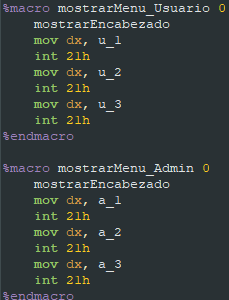 %macro mostrarMenu_Usuario 0
mostrarEncabezado
mov dx, u_1
int 21h
mov dx, u_2
int 21h
mov dx, u_3
int 21h
%endmacro
%macro mostrarMenu_Admin 0
mostrarEncabezado
mov dx, a_1
int 21h
mov dx, a_2
int 21h
mov dx, a_3
int 21h
%endmacro